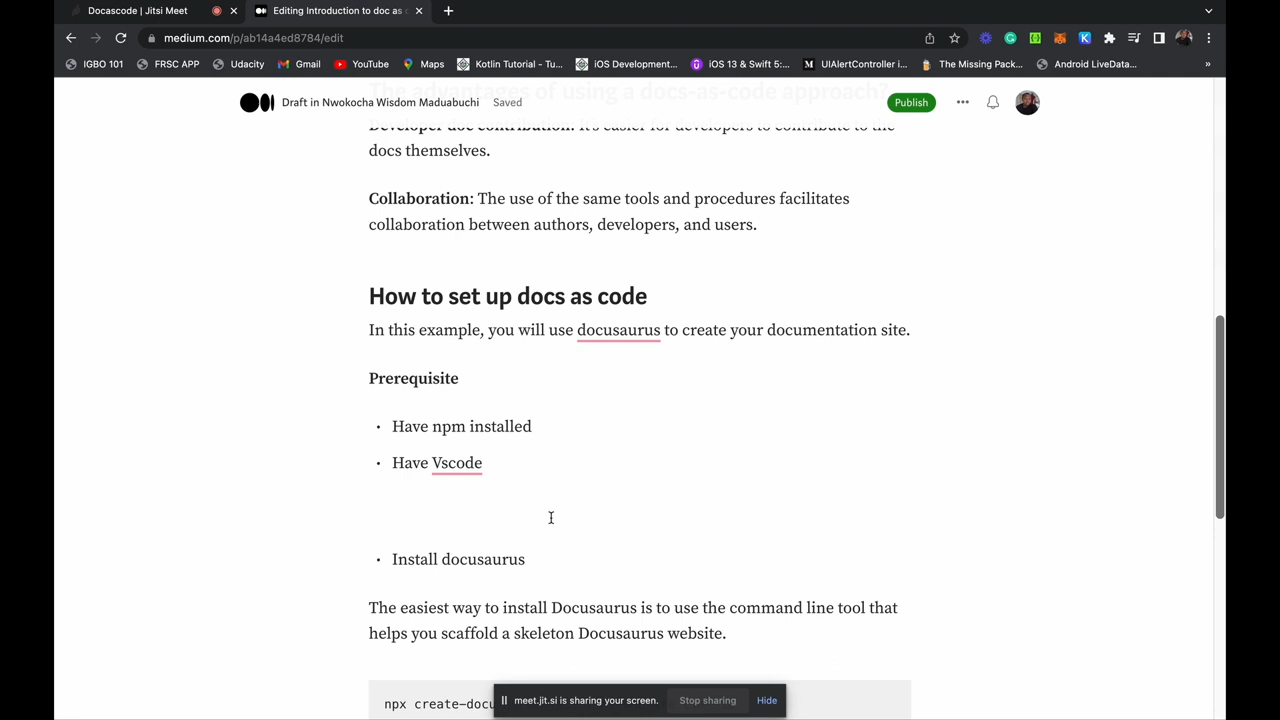 Docascode | Jitsi Meet
Editing Introduction to doc as
medium.com/p/ab14a4ed8784/edit
IGBO 101
FRSC APP
Udacity
Gmail
YouTube
Maps
Kotlin Tutorial - Tu...
iOS Development...
iOS 13 & Swift 5:...
UIAlertController i...
The Missing Pack...
Android LiveData...
»
The advantages of using a docs-as-code approach?
Draft in Nwokocha Wisdom Maduabuchi
Saved
Publish
Developer doc contribution: It's easier for developers to contribute to the
docs themselves.
Collaboration: The use of the same tools and procedures facilitates
collaboration between authors, developers, and users.
How to set up docs as code
In this example, you will use docusaurus to create your documentation site.
Prerequisite
• Have npm installed
• Have Vscode
• Install docusaurus
The easiest way to install Docusaurus is to use the command line tool that
helps you scaffold a skeleton Docusaurus website.
npx create-docu
meet.jit.si is sharing your screen.
Stop sharing
Hide